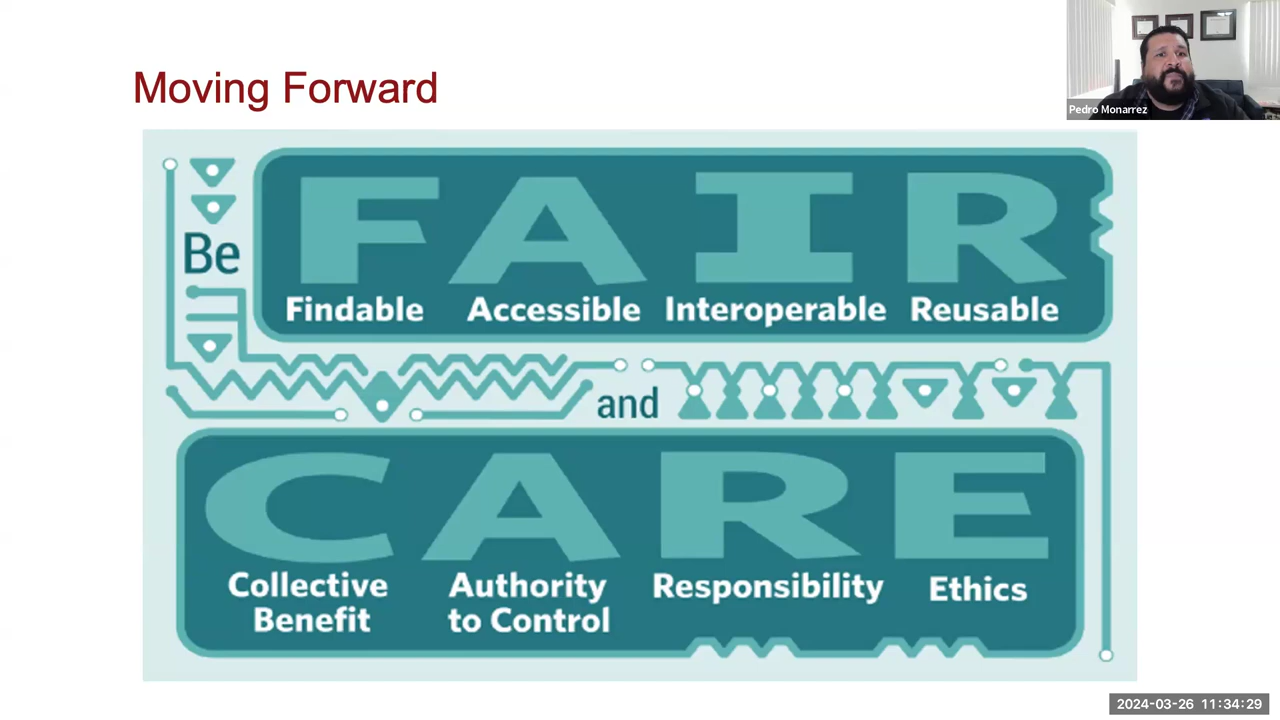 Moving Forward
Pedro Monarrez
Be
FAIR
Findable Accessible Interoperable Reusable
and
CARE
Collective Benefit Authority to Control Responsibility Ethics
2024-03-26 11:34:29